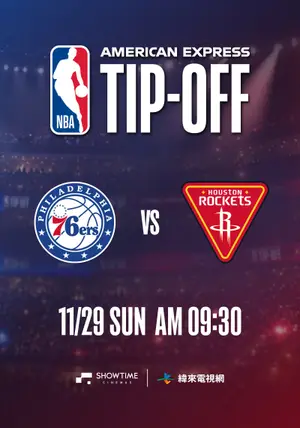 AMERICAN EXPRESS
NBA
TIP-OFF
PHILADELPHIA
76ers
VS
HOUSTON
ROCKETS
R
11/29 SUN AM 09:30
SHOWTIME
CINEMAS
緯來電視網